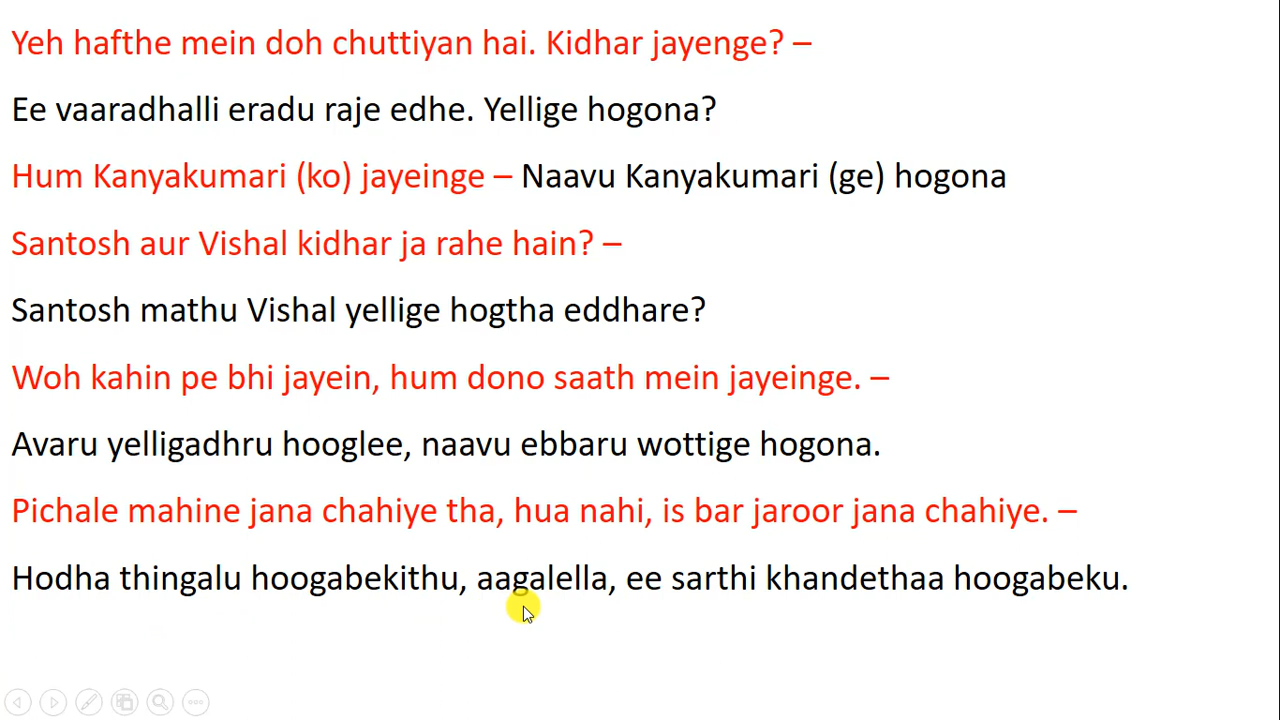 Yeh hafthe mein doh chuttiyan hai. Kidhar jayenge? –
Ee vaaradhalli eradu raje edhe. Yellige hogona?
Hum Kanyakumari (ko) jayeinge – Naavu Kanyakumari (ge) hogona
Santosh aur Vishal kidhar ja rahe hain? –
Santosh mathu Vishal yellige hogtha eddhare?
Woh kahin pe bhi jayein, hum dono saath mein jayeinge. –
Avaru yelligadhru hooglee, naavu ebbaru wottige hogona.
Pichale mahine jana chahiye tha, hua nahi, is bar jaroor jana chahiye. –
Hodha thingalu hoogabekithu, aagalella, ee sarthi khandethaa hoogabeku.